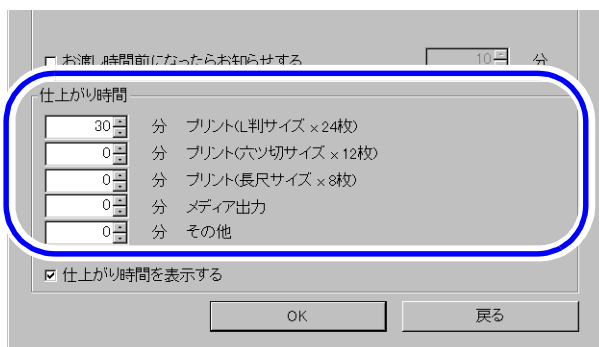 お渡し時間前になったらお知らせする 10 分
仕上がり時間
30 分 プリント(L判サイズ×24枚)
0 分 プリント(六ツ切サイズ×12枚)
0 分 プリント(長尺サイズ×8枚)
0 分 メディア出力
0 分 その他
仕上がり時間を表示する
OK 戻る